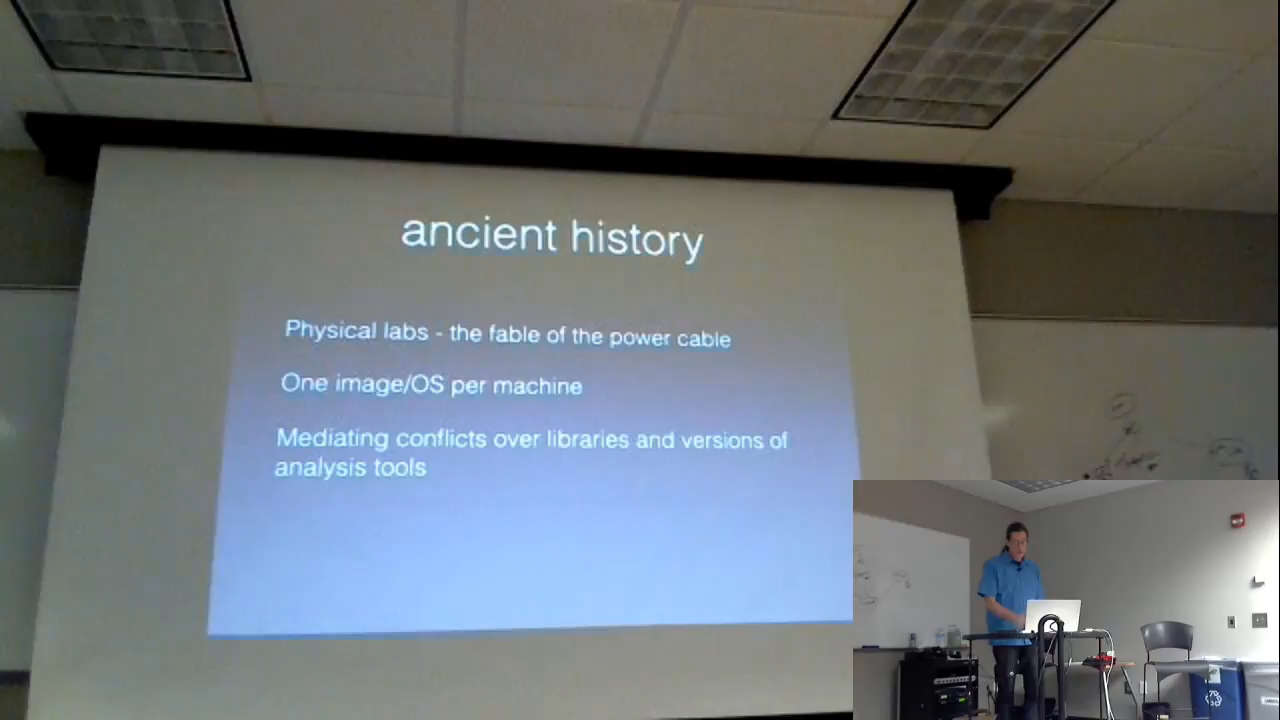 ancient history
Physical labs - the fable of the power cable
One image/OS per machine
Mediating conflicts over libraries and versions of
analysis tools